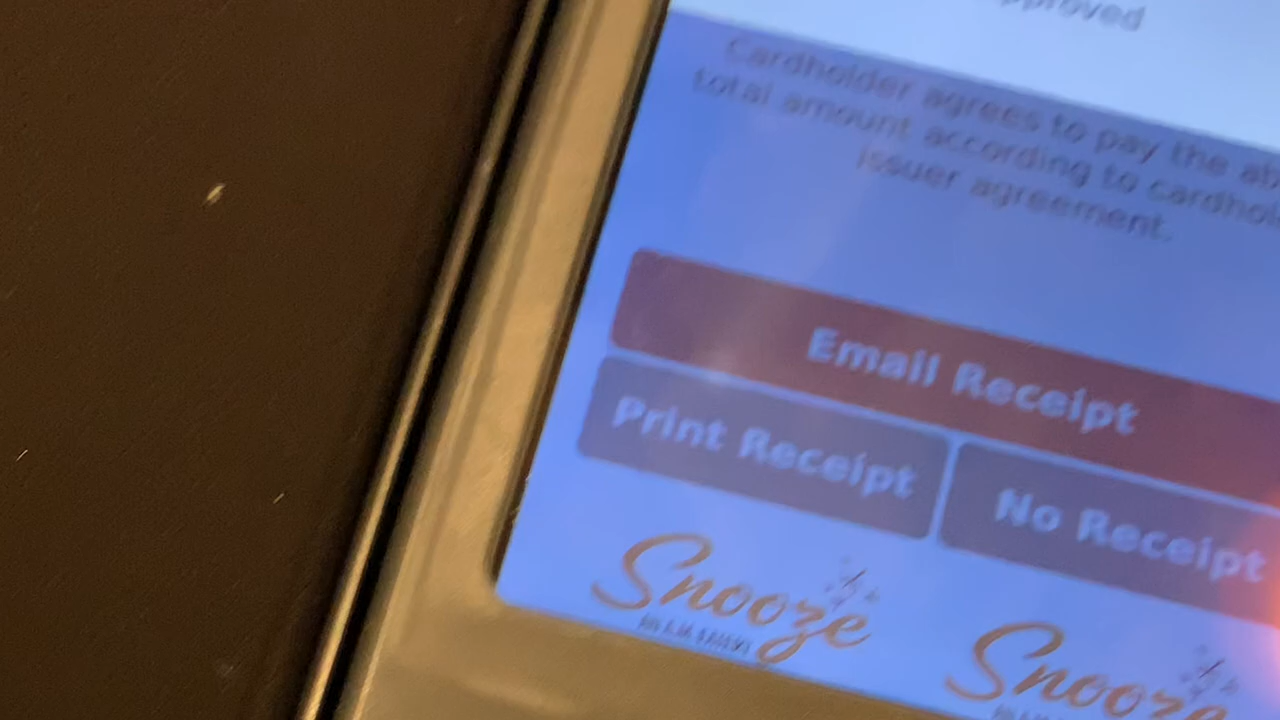 Cardholder agrees to pay the
total amount according to
issuer agreement.
Email Receipt
Print Receipt
No Receipt
Snooze
Snooze